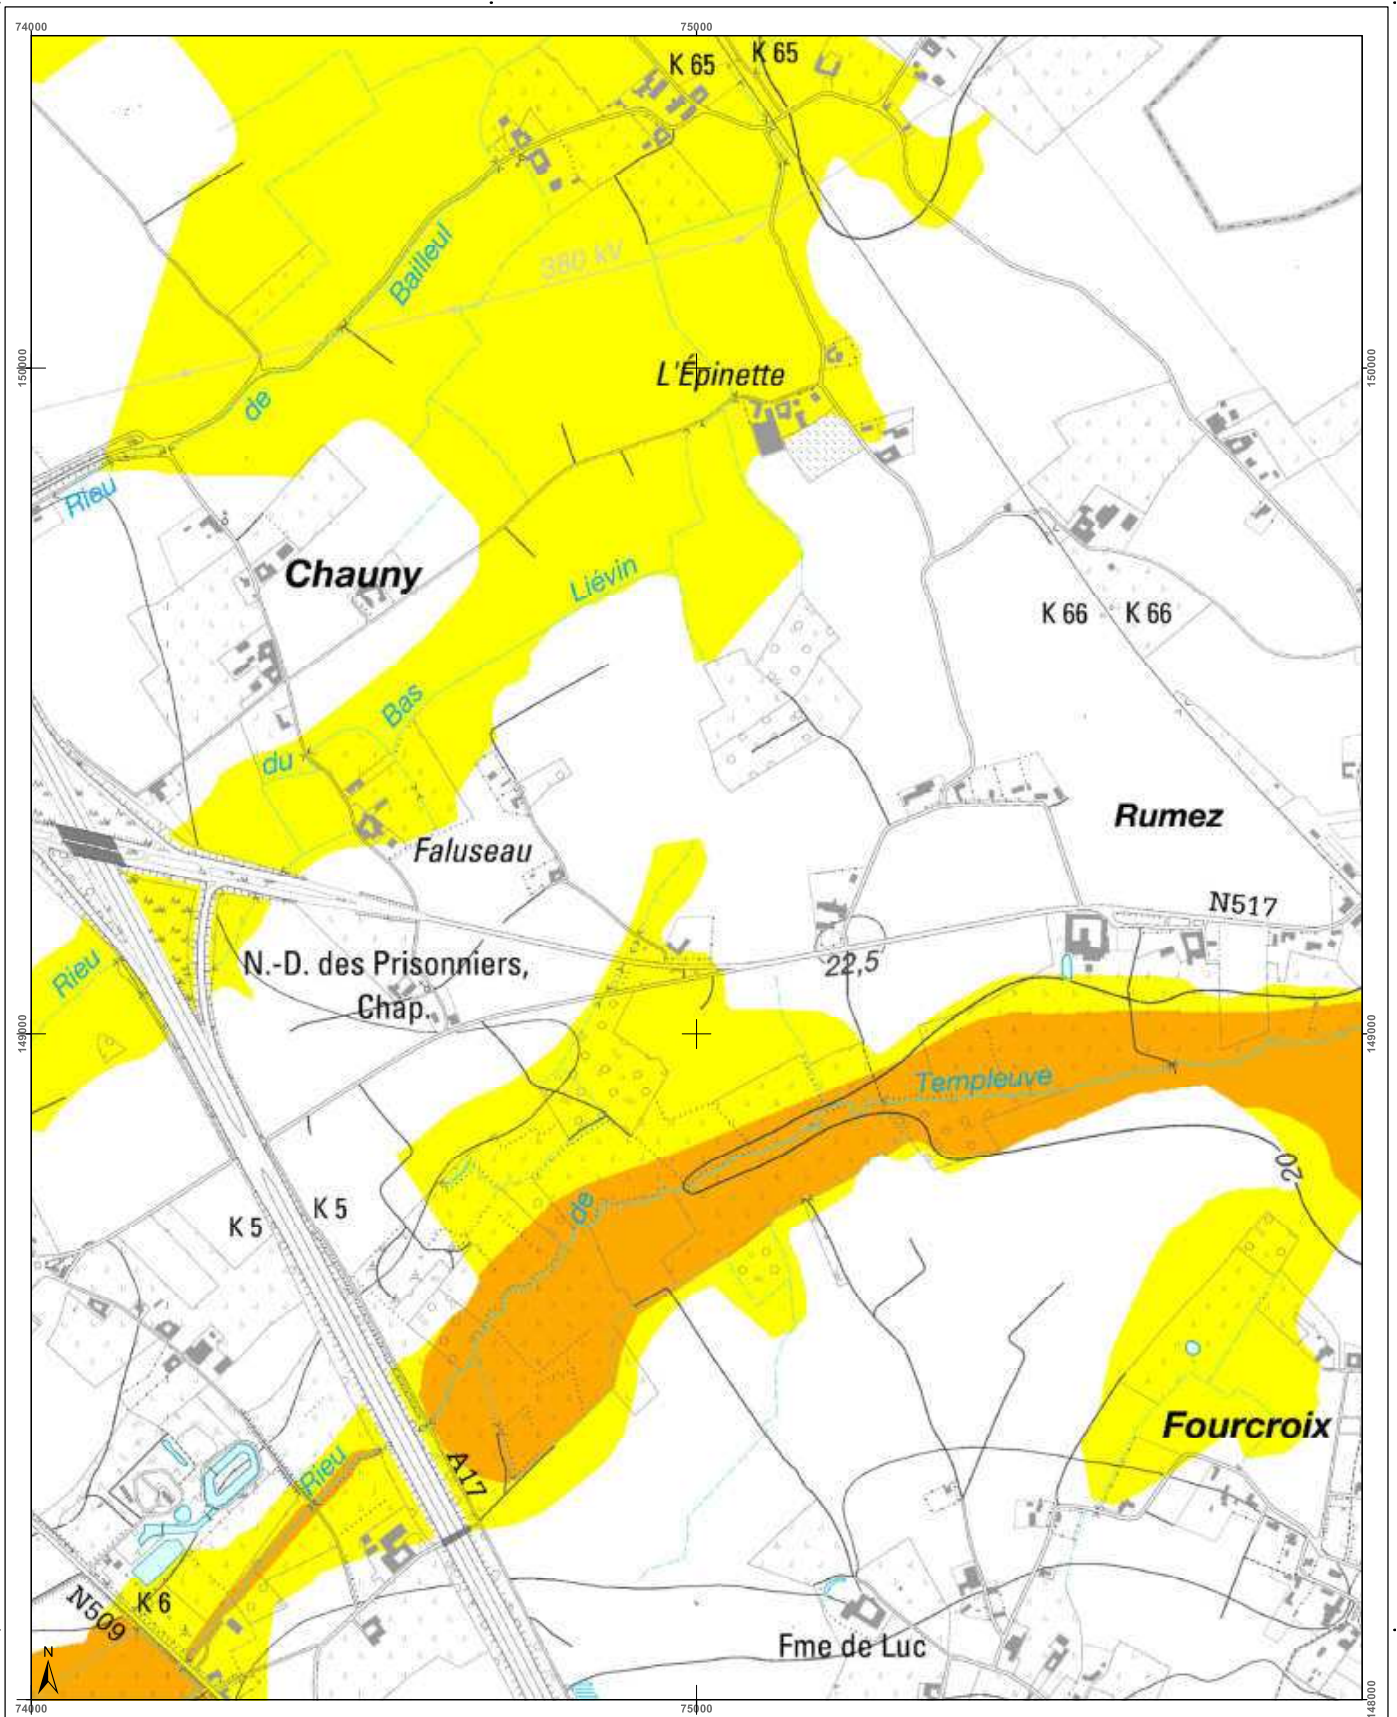 74000
75000
K 65
K 65
Bailleul
380 kV
150000
150000
L'Épinette
de
Rieu
Chauny
Liévin
K 66
K 66
Bas
du
Rumez
Faluseau
N517
Rieu
N.-D. des Prisonniers,
Chap.
22,5
149000
149000
Templeuve
20
K 5
K 5
de
Fourcroix
Rieu
A17
K 6
N509
Fme de Luc
N
74000
75000
148000